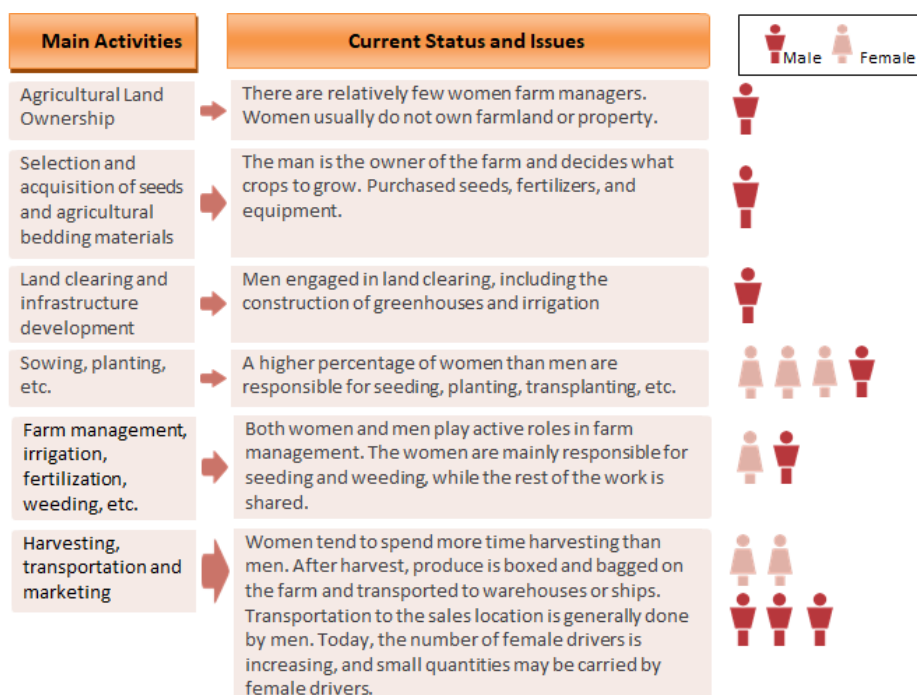 Main Activities
Current Status and Issues
Male
Female
Agricultural Land
Ownership
There are relatively few women farm managers.
Women usually do not own farmland or property.
Selection and
acquisition of seeds
and agricultural
bedding materials
The man is the owner of the farm and decides what
crops to grow. Purchased seeds, fertilizers, and
equipment.
Land clearing and
infrastructure
development
Men engaged in land clearing, including the
construction of greenhouses and irrigation
Sowing, planting,
etc.
A higher percentage of women than men are
responsible for seeding, planting, transplanting, etc.
Farm management,
irrigation,
fertilization,
weeding, etc.
Both women and men play active roles in farm
management. The women are mainly responsible for
seeding and weeding, while the rest of the work is
shared.
Harvesting,
transportation and
marketing
Women tend to spend more time harvesting than
men. After harvest, produce is boxed and bagged on
the farm and transported to warehouses or ships.
Transportation to the sales location is generally done
by men. Today, the number of female drivers is
increasing, and small quantities may be carried by
female drivers.